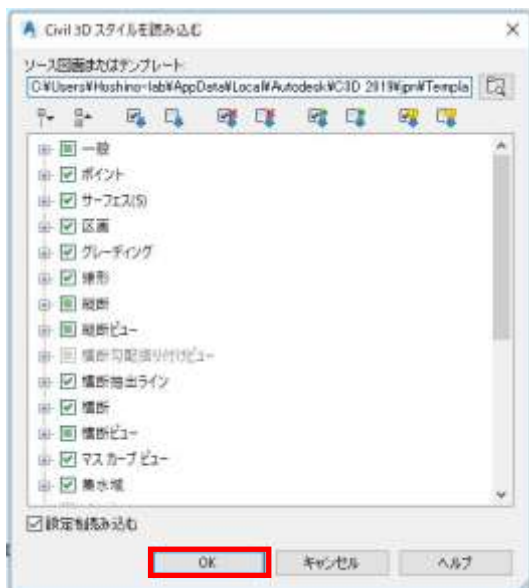 Civil 3D スタイルを読み込む
ソース図面またはテンプレート:
C:¥Users¥Hoshino-lab¥AppData¥Local¥Autodesk¥C3D 2019¥jpn¥Templa
一般
ポイント
サーフェス(S)
区画
グレーディング
線形
縦断
縦断ビュー
横断勾配張り付けビュー
横断抽出ライン
横断
横断ビュー
マス カーブ ビュー
集水域
設定を読み込む
OK
キャンセル
ヘルプ